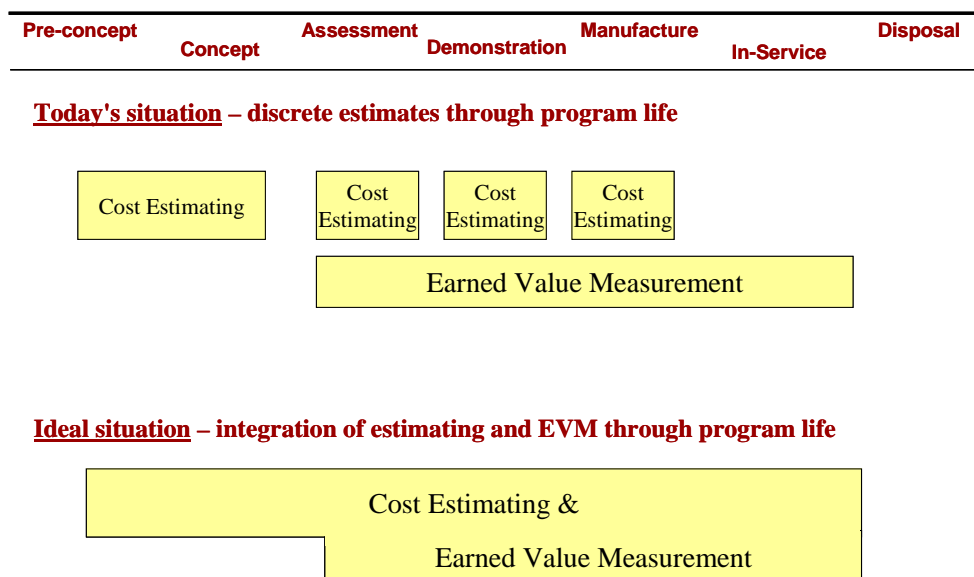 Pre-concept
Concept
Assessment
Demonstration
Manufacture
In-Service
Disposal
Today's situation – discrete estimates through program life
Cost Estimating
Cost
Estimating
Cost
Estimating
Cost
Estimating
Earned Value Measurement
Ideal situation – integration of estimating and EVM through program life
Cost Estimating &
Earned Value Measurement